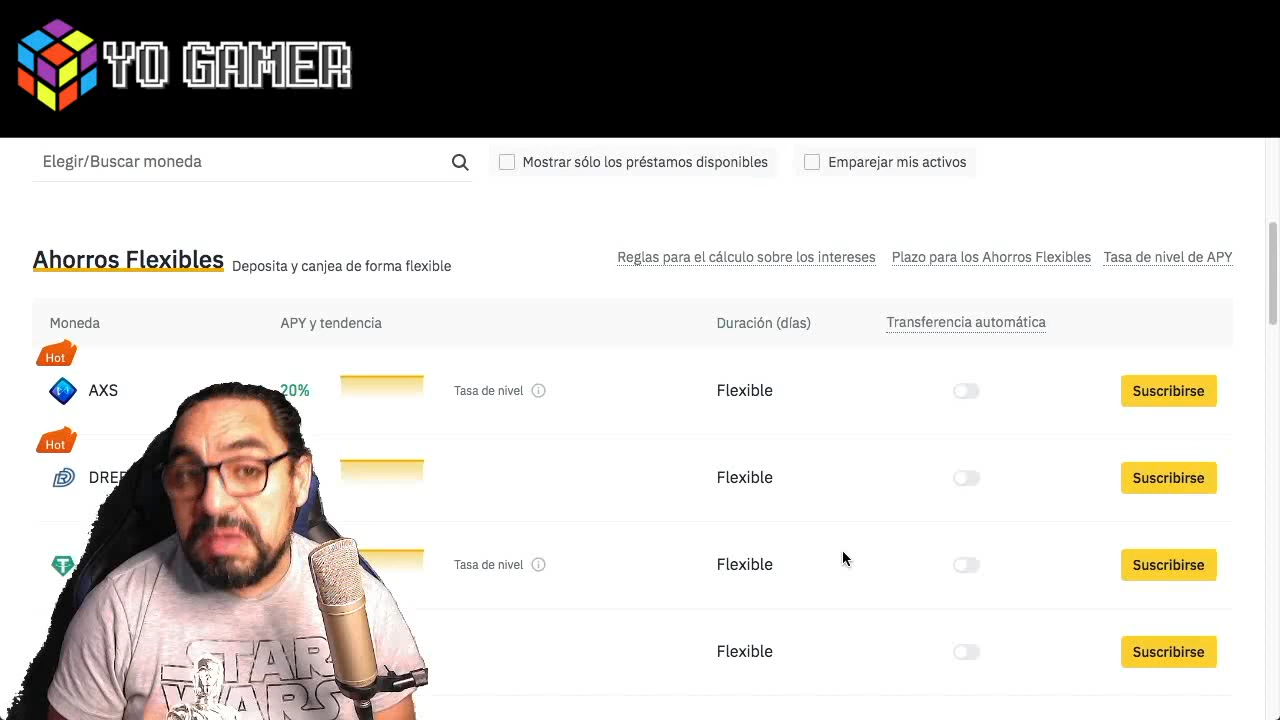 YO GAMER
Elegir/Buscar moneda
Mostrar sólo los préstamos disponibles
Emparejar mis activos
Ahorros Flexibles
Deposita y canjea de forma flexible
Reglas para el cálculo sobre los intereses
Plazo para los Ahorros Flexibles
Tasa de nivel de APY
Moneda
APY y tendencia
Duración (días)
Transferencia automática
Hot
AXS
20%
Tasa de nivel
Flexible
Suscribirse
Hot
Flexible
Suscribirse
Tasa de nivel
Flexible
Suscribirse
Flexible
Suscribirse
STAR
WARS